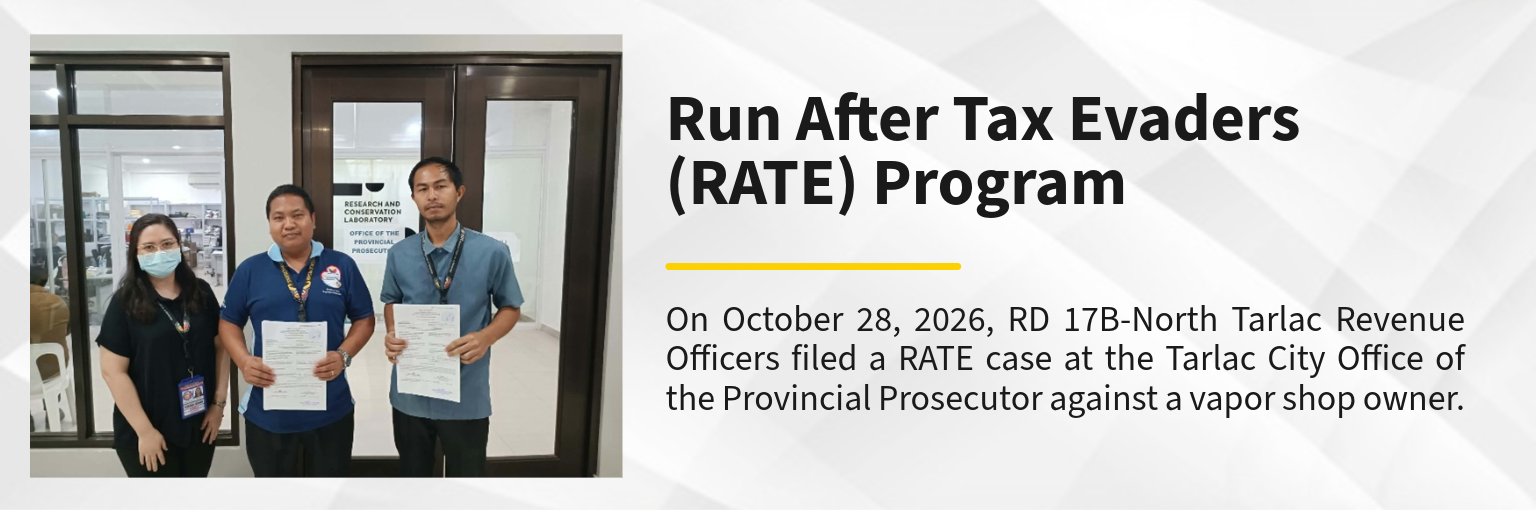 RESEARCH AND
CONSERVATION
LABORATORY
OFFICE OF THE
PROVINCIAL
Run After Tax Evaders
(RATE) Program
On October 28, 2026, RD 17B-North Tarlac Revenue
Officers filed a RATE case at the Tarlac City Office of
the Provincial Prosecutor against a vapor shop owner.